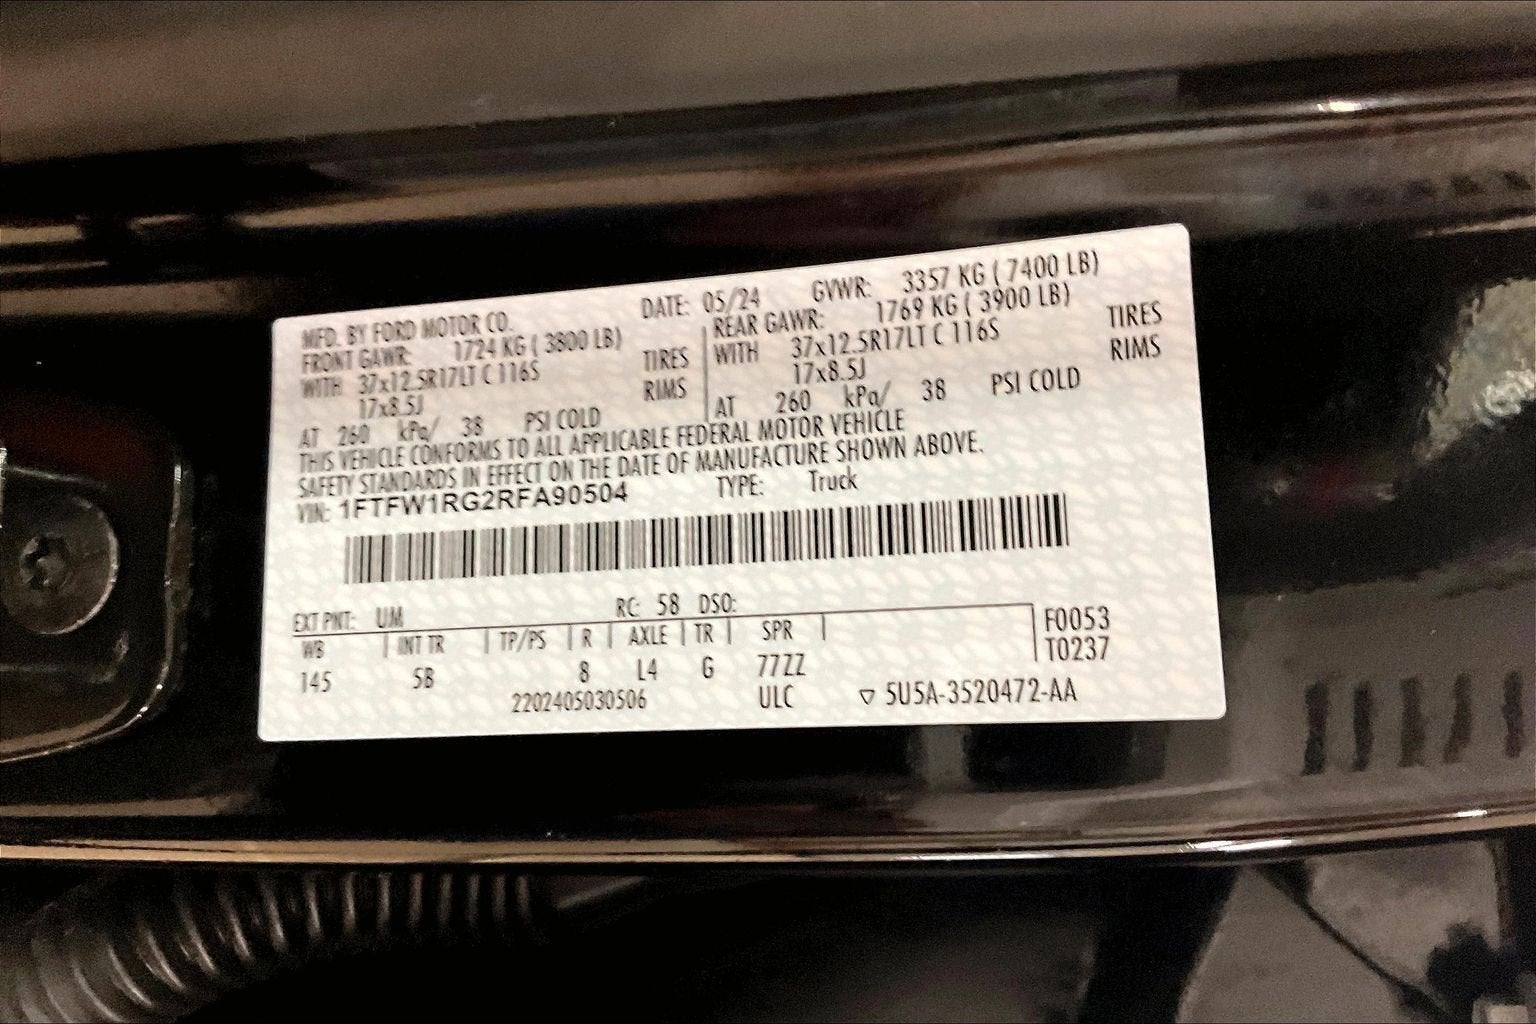 MFD. BY FORD MOTOR CO. DATE: 05/24 GVWR: 3357 KG ( 7400 LB)
FRONT GAWR: 1724 KG ( 3800 LB) REAR GAWR: 1769 KG ( 3900 LB)
WITH 37x12.5R17LT C 116S TIRES WITH 37x12.5R17LT C 116S TIRES
17x8.5J RIMS 17x8.5J RIMS
AT 260 kPa/ 38 PSI COLD AT 260 kPa/ 38 PSI COLD
THIS VEHICLE CONFORMS TO ALL APPLICABLE FEDERAL MOTOR VEHICLE
SAFETY STANDARDS IN EFFECT ON THE DATE OF MANUFACTURE SHOWN ABOVE.
VIN: 1FTFW1RG2RFA90504 TYPE: Truck
EXT PNT: UM RC: 58 DSO:
WB INT TR TP/PS R AXLE TR SPR F0053
145 5B 8 L4 G 77ZZ T0237
2202405030506 ULC ▽ 5U5A-3520472-AA